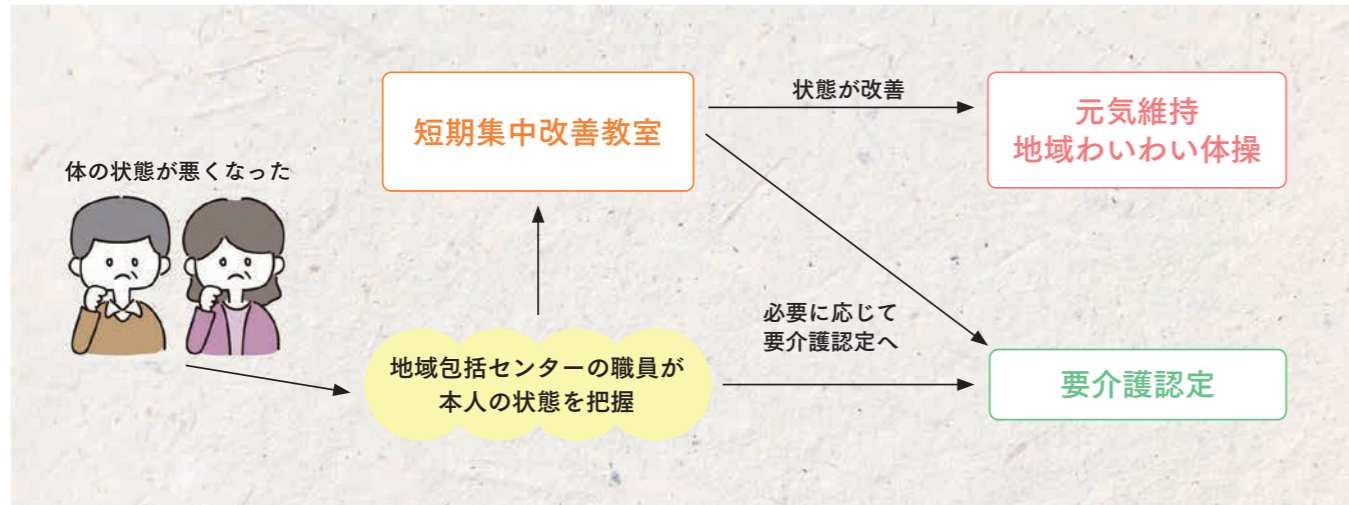 体の状態が悪くなった
地域包括センターの職員が
本人の状態を把握
短期集中改善教室
状態が改善
元気維持
地域わいわい体操
必要に応じて
要介護認定へ
要介護認定